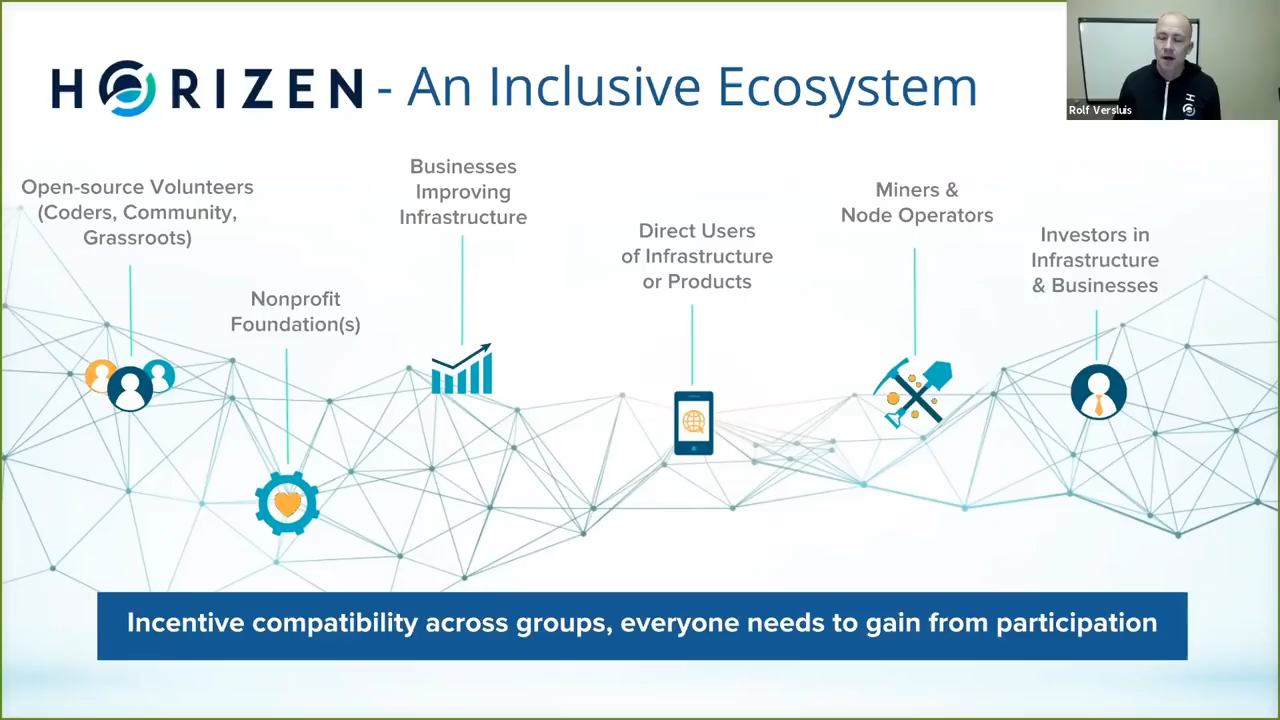 HORIZEN - An Inclusive Ecosystem
Rolf Versluis
Open-source Volunteers
(Coders, Community,
Grassroots)
Nonprofit
Foundation(s)
Businesses
Improving
Infrastructure
Direct Users
of Infrastructure
or Products
Miners &
Node Operators
Investors in
Infrastructure
& Businesses
Incentive compatibility across groups, everyone needs to gain from participation